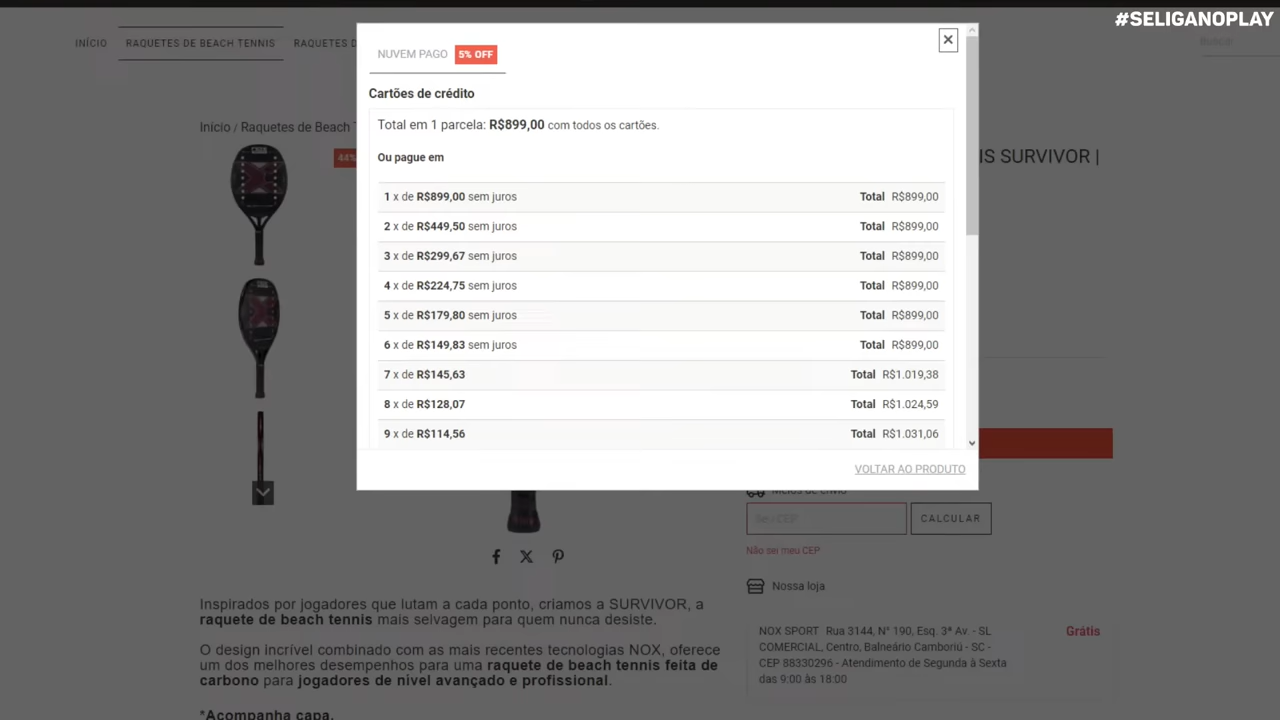 #SELIGANOPLAY
INÍCIO RAQUETES DE BEACH TENNIS RAQUETES D
Buscar
NUVEM PAGO 5% OFF
Cartões de crédito
Início / Raquetes de Beach T
44%
IS SURVIVOR |
Total em 1 parcela: R$899,00 com todos os cartões.
Ou pague em
1 x de R$899,00 sem juros Total R$899,00
2 x de R$449,50 sem juros Total R$899,00
3 x de R$299,67 sem juros Total R$899,00
4 x de R$224,75 sem juros Total R$899,00
5 x de R$179,80 sem juros Total R$899,00
6 x de R$149,83 sem juros Total R$899,00
7 x de R$145,63 Total R$1.019,38
8 x de R$128,07 Total R$1.024,59
9 x de R$114,56 Total R$1.031,06
VOLTAR AO PRODUTO
Meios de envio
Seu CEP CALCULAR
Não sei meu CEP
Nossa loja
NOX SPORT Rua 3144, N° 190, Esq. 3ª Av. - SL Grátis
COMERCIAL, Centro, Balneário Camboriú - SC -
CEP 88330296 - Atendimento de Segunda à Sexta
das 9:00 às 18:00
Inspirados por jogadores que lutam a cada ponto, criamos a SURVIVOR, a
raquete de beach tennis mais selvagem para quem nunca desiste.
O design incrível combinado com as mais recentes tecnologias NOX, oferece
um dos melhores desempenhos para uma raquete de beach tennis feita de
carbono para jogadores de nível avançado e profissional.
*Acompanha capa.